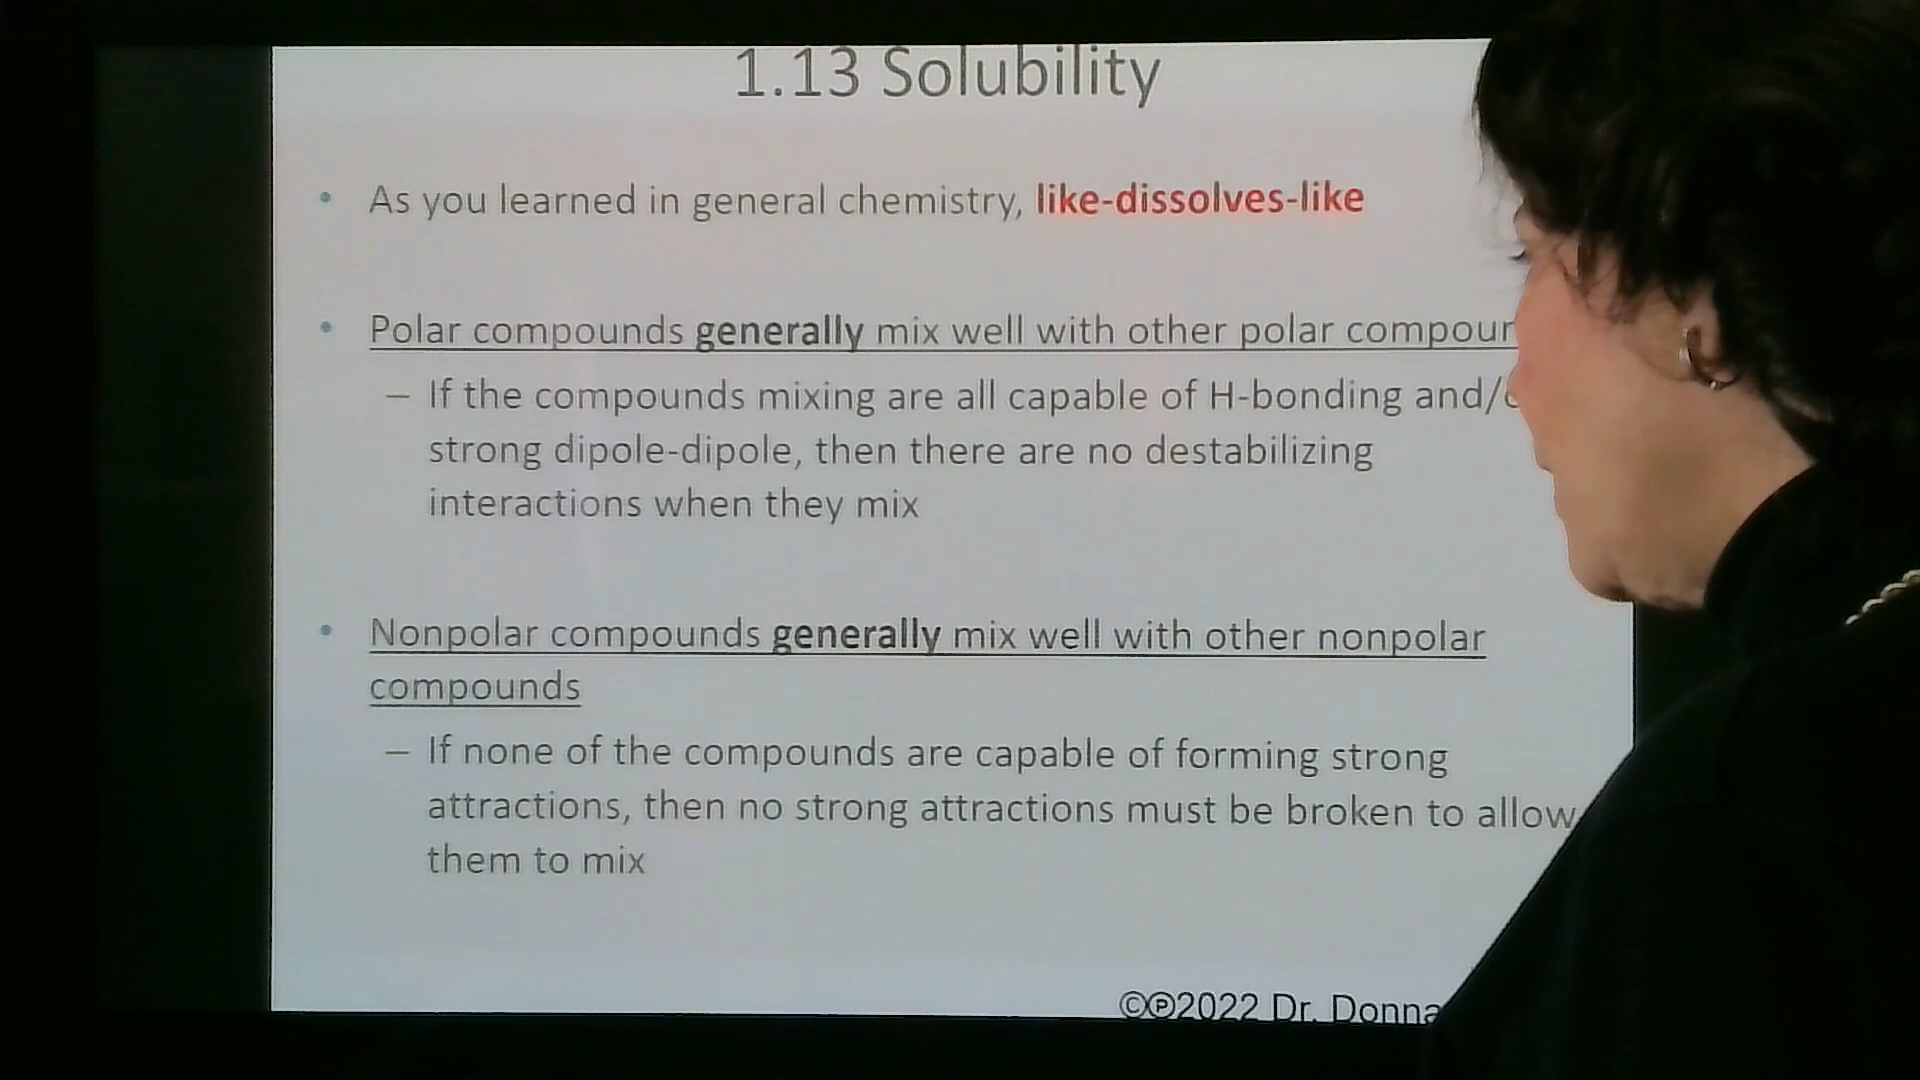 1.13 Solubility
• As you learned in general chemistry, like-dissolves-like
• Polar compounds generally mix well with other polar
– If the compounds mixing are all capable of H-bonding
strong dipole-dipole, then there are no destabilizing
interactions when they mix
• Nonpolar compounds generally mix well with other nonpolar
compounds
– If none of the compounds are capable of forming strong
attractions, then no strong attractions must be broken to allow
them to mix
©℗2022 Dr. Donna